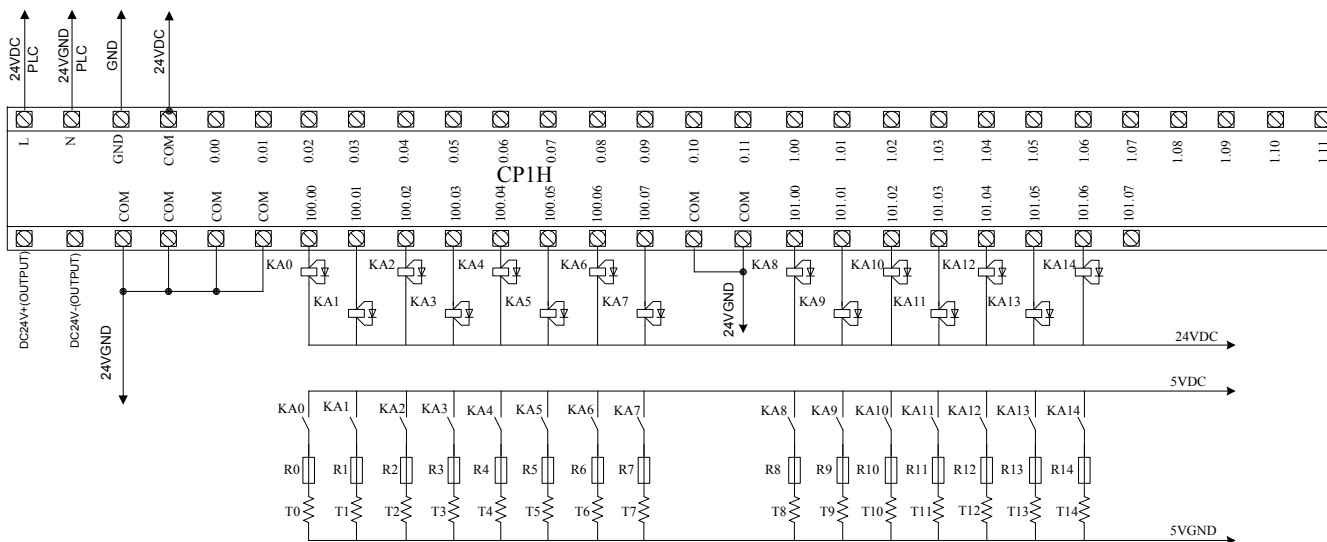 24VDC
PLC
24VGND
PLC
GND
24VDC
L
N
GND
COM
0.00
0.01
0.02
0.03
0.04
0.05
0.06
0.07
0.08
0.09
0.10
0.11
1.00
1.01
1.02
1.03
1.04
1.05
1.06
1.07
1.08
1.09
1.10
1.11
CP1H
COM
COM
COM
COM
100.00
100.01
100.02
100.03
100.04
100.05
100.06
100.07
COM
COM
101.00
101.01
101.02
101.03
101.04
101.05
101.06
101.07
DC24V+(OUTPUT)
DC24V-(OUTPUT)
24VGND
KA0
KA2
KA4
KA6
KA8
KA10
KA12
KA14
KA1
KA3
KA5
KA7
24VGND
KA9
KA11
KA13
24VDC
5VDC
KA0
KA1
KA2
KA3
KA4
KA5
KA6
KA7
KA8
KA9
KA10
KA11
KA12
KA13
KA14
R0
R1
R2
R3
R4
R5
R6
R7
R8
R9
R10
R11
R12
R13
R14
T0
T1
T2
T3
T4
T5
T6
T7
T8
T9
T10
T11
T12
T13
T14
5VGND